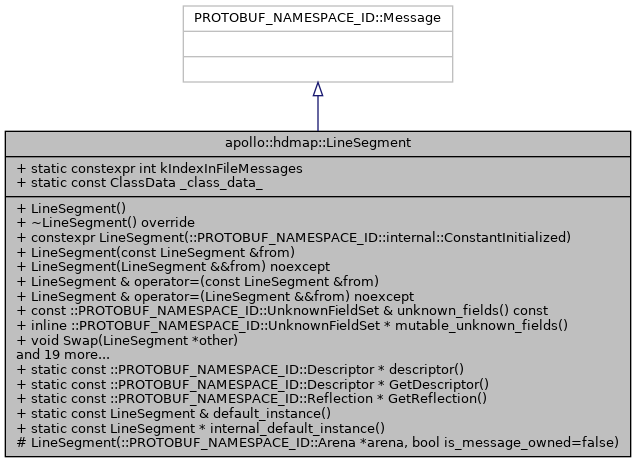 PROTOBUF_NAMESPACE_ID::Message
apollo::hdmap::LineSegment
+ static constexpr int kIndexInFileMessages
+ static const ClassData _class_data_
+ LineSegment()
+ ~LineSegment() override
+ constexpr LineSegment(::PROTOBUF_NAMESPACE_ID::internal::ConstantInitialized)
+ LineSegment(const LineSegment &from)
+ LineSegment(LineSegment &&from) noexcept
+ LineSegment & operator=(const LineSegment &from)
+ LineSegment & operator=(LineSegment &&from) noexcept
+ const ::PROTOBUF_NAMESPACE_ID::UnknownFieldSet & unknown_fields() const
+ inline ::PROTOBUF_NAMESPACE_ID::UnknownFieldSet * mutable_unknown_fields()
+ void Swap(LineSegment *other)
and 19 more...
+ static const ::PROTOBUF_NAMESPACE_ID::Descriptor * descriptor()
+ static const ::PROTOBUF_NAMESPACE_ID::Descriptor * GetDescriptor()
+ static const ::PROTOBUF_NAMESPACE_ID::Reflection * GetReflection()
+ static const LineSegment & default_instance()
+ static const LineSegment * internal_default_instance()
# LineSegment(::PROTOBUF_NAMESPACE_ID::Arena *arena, bool is_message_owned=false)